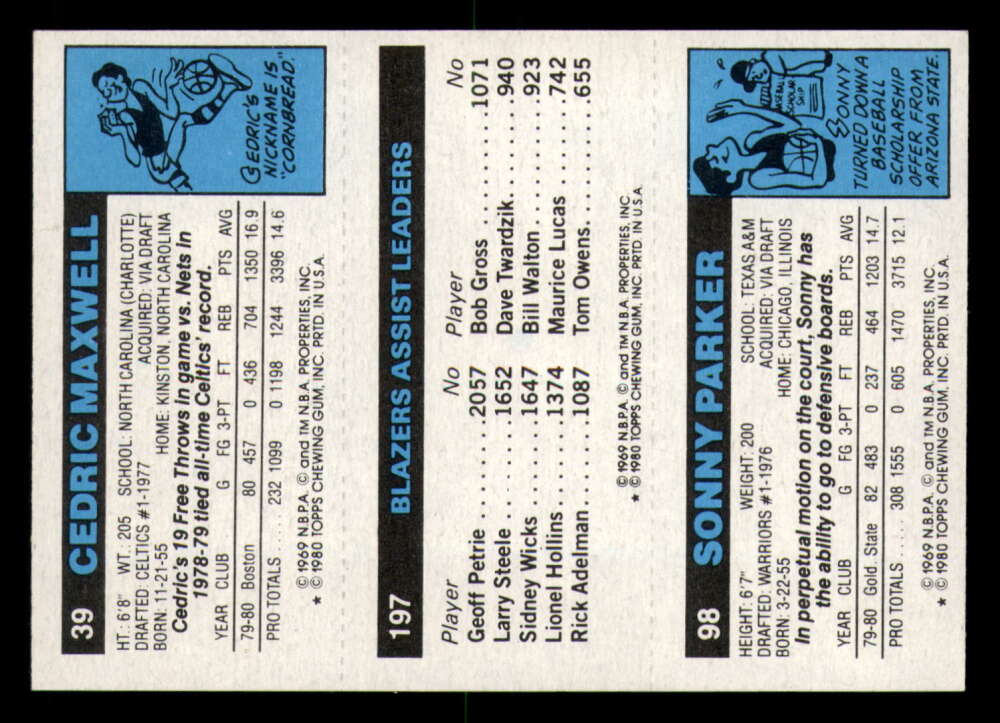 39 CEDRIC MAXWELL
HT.: 6'8" WT.: 205 SCHOOL: NORTH CAROLINA (CHARLOTTE)
DRAFTED: CELTICS #1-1977 ACQUIRED: VIA DRAFT
BORN: 11-21-55 HOME: KINSTON, NORTH CAROLINA
Cedric's 19 Free Throws in game vs. Nets in
1978-79 tied all-time Celtics' record.
YEAR CLUB G FG 3-PT FT REB PTS AVG
79-80 Boston 80 457 0 436 704 1350 16.9
PRO TOTALS.... 232 1099 0 1198 1244 3396 14.6
© 1969 N.B.P.A. © and TM N.B.A. PROPERTIES, INC.
★ © 1980 TOPPS CHEWING GUM, INC. PRTD. IN U.S.A.
CEDRIC'S
NICKNAME IS
"CORNBREAD."
197 BLAZERS ASSIST LEADERS
Player No Player No
Geoff Petrie.......2057 Bob Gross........1071
Larry Steele.......1652 Dave Twardzik.....940
Sidney Wicks......1647 Bill Walton.........923
Lionel Hollins.....1374 Maurice Lucas.....742
Rick Adelman.....1087 Tom Owens........655
© 1969 N.B.P.A. © and TM N.B.A. PROPERTIES, INC.
★ © 1980 TOPPS CHEWING GUM, INC. PRTD. IN U.S.A.
98 SONNY PARKER
HEIGHT: 6'7" WEIGHT: 200 SCHOOL: TEXAS A&M
DRAFTED: WARRIORS #1-1976 ACQUIRED: VIA DRAFT
BORN: 3-22-55 HOME: CHICAGO, ILLINOIS
In perpetual motion on the court, Sonny has
the ability to go to defensive boards.
YEAR CLUB G FG 3-PT FT REB PTS AVG
79-80 Gold. State 82 483 0 237 464 1203 14.7
PRO TOTALS .... 308 1555 0 605 1470 3715 12.1
© 1969 N.B.P.A. © and TM N.B.A. PROPERTIES, INC.
★ © 1980 TOPPS CHEWING GUM, INC. PRTD. IN U.S.A.
BASEBALL
SCHOLAR
SHIP
SONNY
TURNED DOWN A
BASEBALL
SCHOLARSHIP
OFFER FROM
ARIZONA STATE.